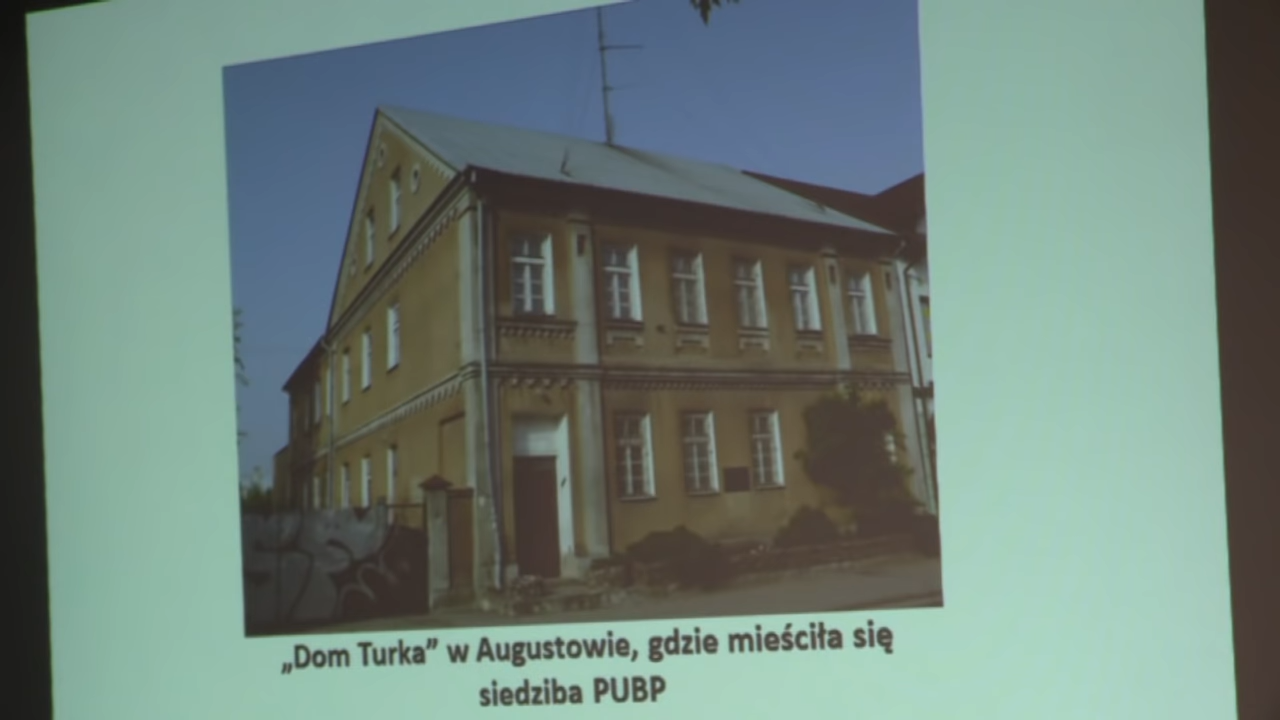 „Dom Turka” w Augustowie, gdzie mieściła się
siedziba PUBP